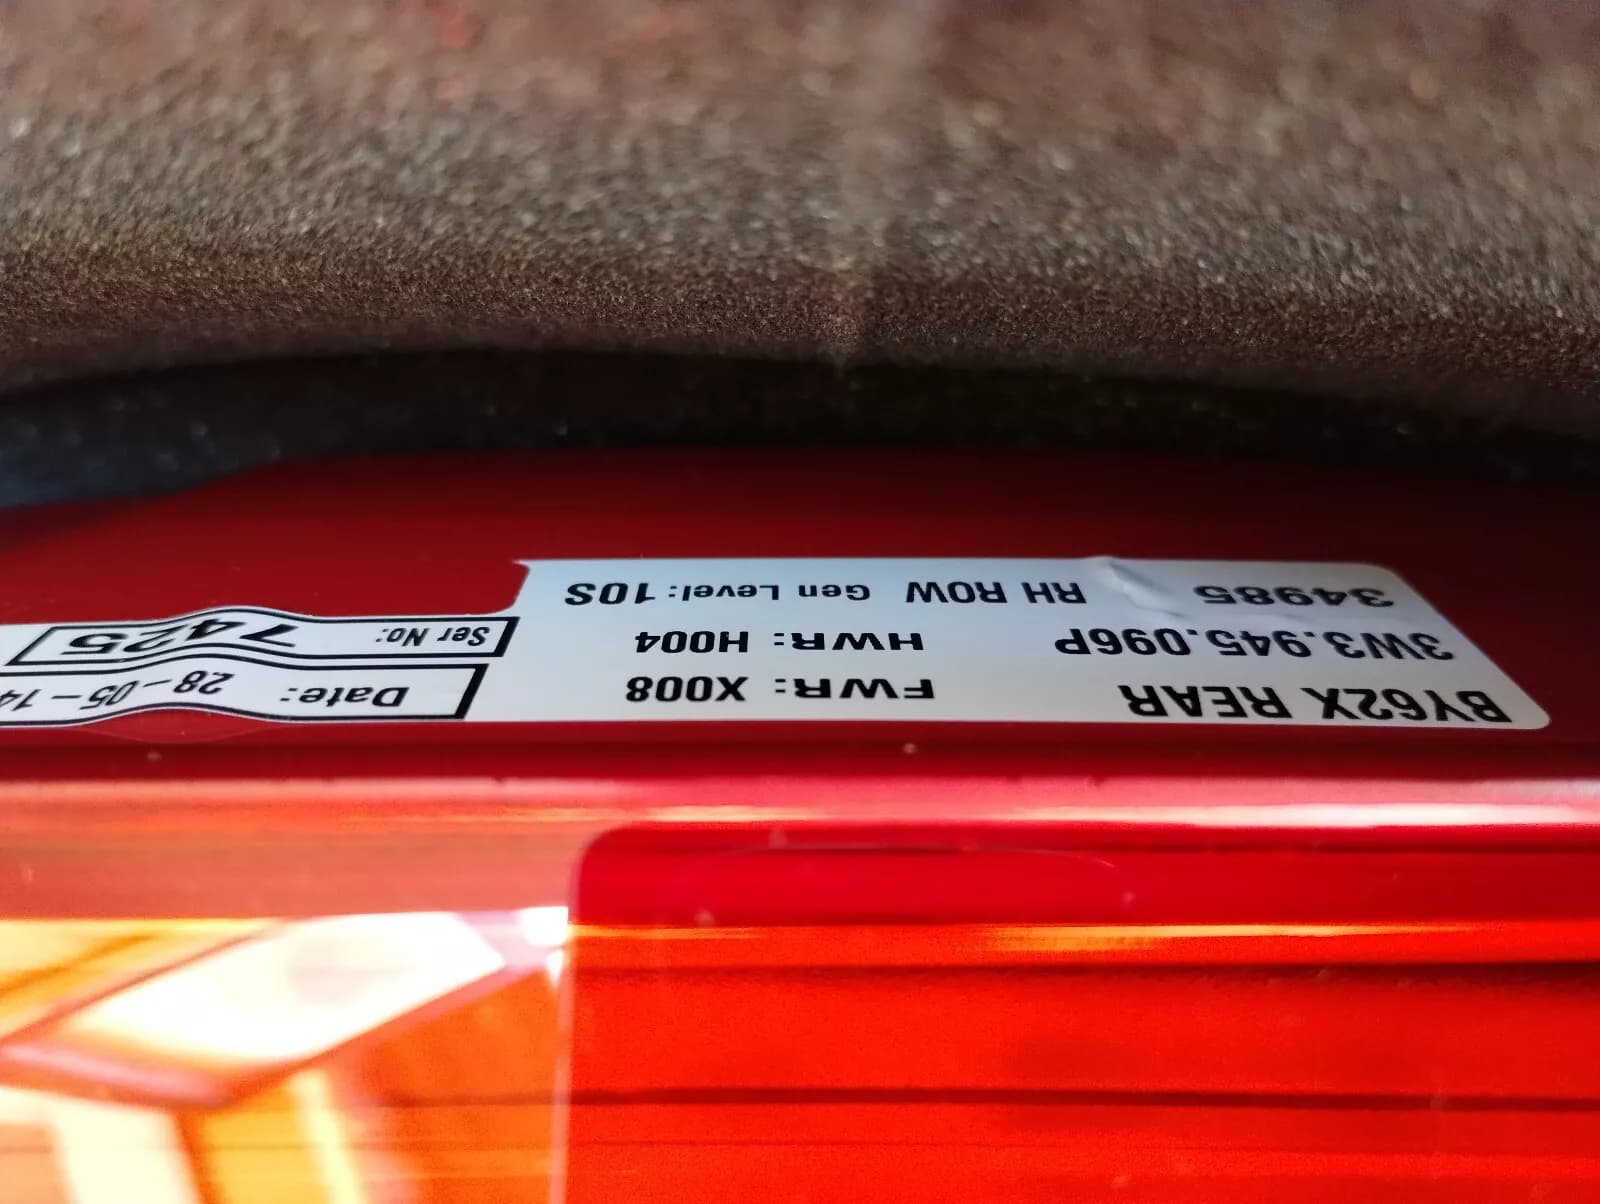 BY62X REAR FWR: X008
3W3.945.096P HWR: H004
34985 RH ROW Gen Level: 10S
Date: 28-05-14
Ser No: 7425